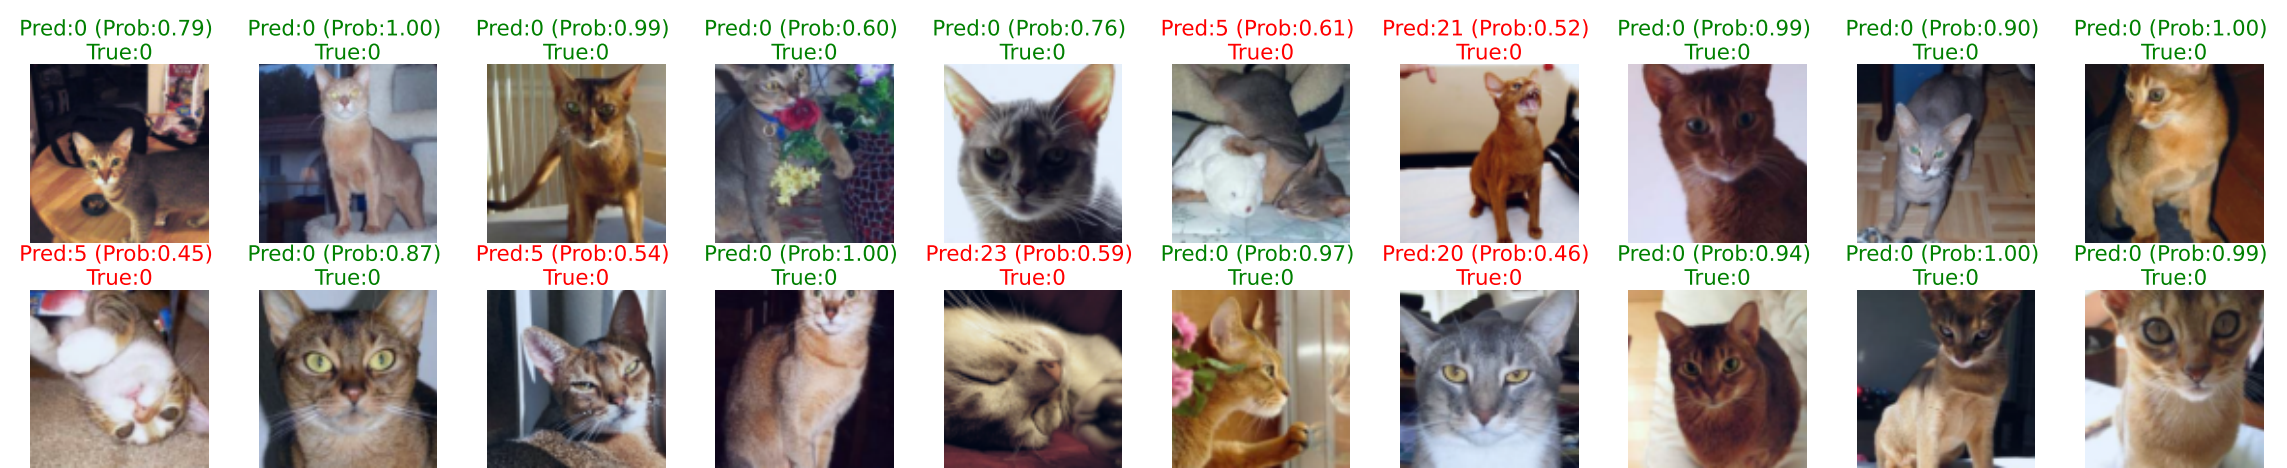 Pred:0 (Prob:0.79) Pred:0 (Prob:1.00) Pred:0 (Prob:0.99) Pred:0 (Prob:0.60) Pred:0 (Prob:0.76) Pred:5 (Prob:0.61) Pred:21 (Prob:0.52) Pred:0 (Prob:0.99) Pred:0 (Prob:0.90) Pred:0 (Prob:1.00)
True:0 True:0 True:0 True:0 True:0 True:0 True:0 True:0 True:0 True:0
Pred:5 (Prob:0.45) Pred:0 (Prob:0.87) Pred:5 (Prob:0.54) Pred:0 (Prob:1.00) Pred:23 (Prob:0.59) Pred:0 (Prob:0.97) Pred:20 (Prob:0.46) Pred:0 (Prob:0.94) Pred:0 (Prob:1.00) Pred:0 (Prob:0.99)
True:0 True:0 True:0 True:0 True:0 True:0 True:0 True:0 True:0 True:0